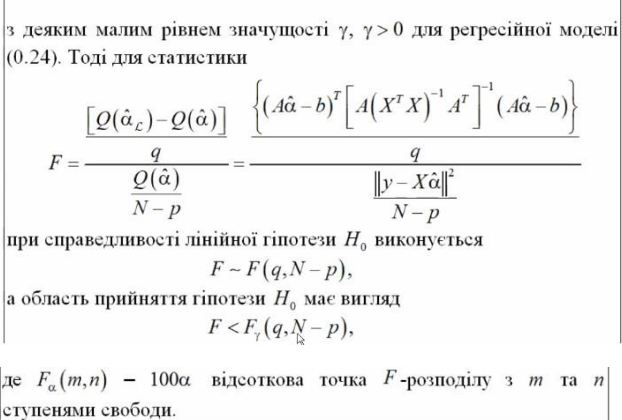 з деяким малим рівнем значущості γ, γ > 0 для регресійної моделі
(0.24). Тоді для статистики
F = ([Q(α̂_ℒ) – Q(α̂)] / q) / (Q(α̂) / (N – p)) = ({(Aα̂ – b)^T [A(X^T X)^{-1} A^T]^{-1} (Aα̂ – b)} / q) / (‖y – Xα̂‖² / (N – p))
при справедливості лінійної гіпотези H₀ виконується
F ~ F(q, N – p),
а область прийняття гіпотези H₀ має вигляд
F < F_γ(q, N – p),
де F_α(m, n) – 100α відсоткова точка F-розподілу з m та n
ступенями свободи.